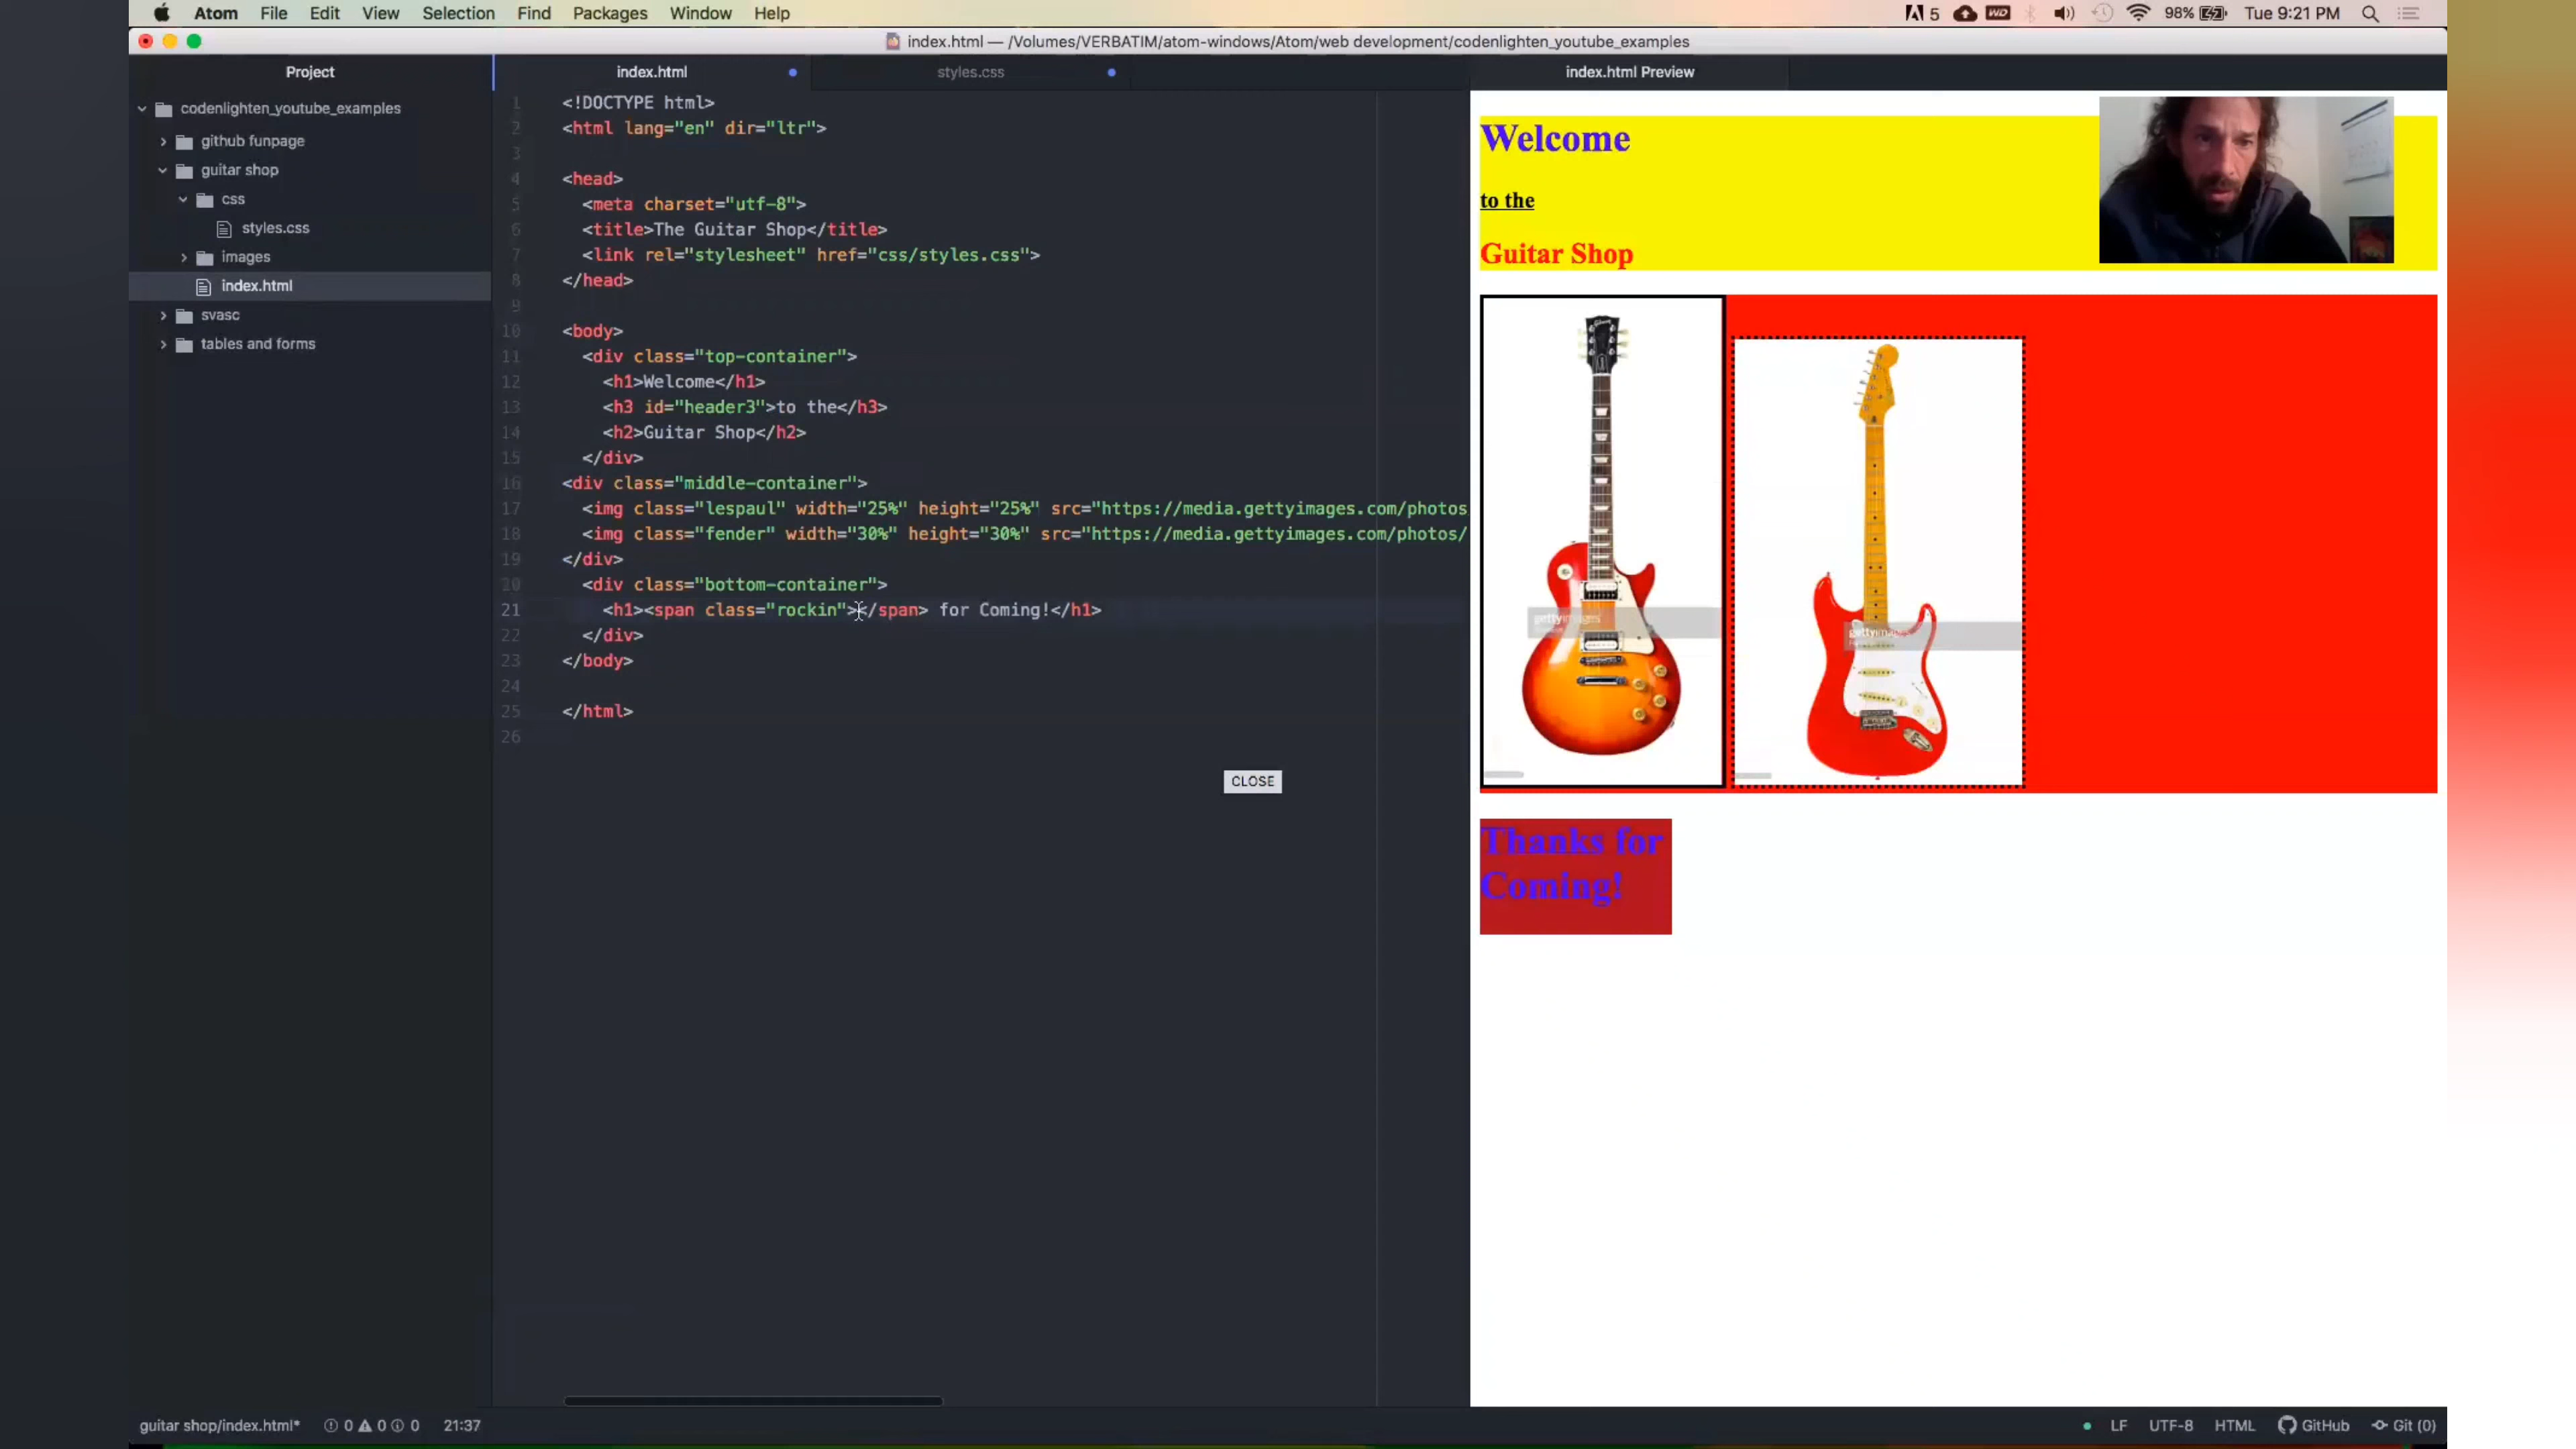 Atom File Edit View Selection Find Packages Window Help
5 WD 98% Tue 9:21 PM
index.html — /Volumes/VERBATIM/atom-windows/Atom/web development/codenlighten_youtube_examples
Project
index.html
styles.css
index.html Preview
codenlighten_youtube_examples
github funpage
guitar shop
css
styles.css
images
index.html
svasc
tables and forms
1 <!DOCTYPE html>
2 <html lang="en" dir="ltr">
3
4 <head>
5 <meta charset="utf-8">
6 <title>The Guitar Shop</title>
7 <link rel="stylesheet" href="css/styles.css">
8 </head>
9
10 <body>
11 <div class="top-container">
12 <h1>Welcome</h1>
13 <h3 id="header3">to the</h3>
14 <h2>Guitar Shop</h2>
15 </div>
16 <div class="middle-container">
17 <img class="lespaul" width="25%" height="25%" src="https://media.gettyimages.com/photos
18 <img class="fender" width="30%" height="30%" src="https://media.gettyimages.com/photos/
19 </div>
20 <div class="bottom-container">
21 <h1><span class="rockin"></span> for Coming!</h1>
22 </div>
23 </body>
24
25 </html>
26
CLOSE
Welcome
to the
Guitar Shop
gettyimages
gettyimages
Thanks for
Coming!
guitar shop/index.html* 0 0 0 21:37
LF UTF-8 HTML GitHub Git (0)